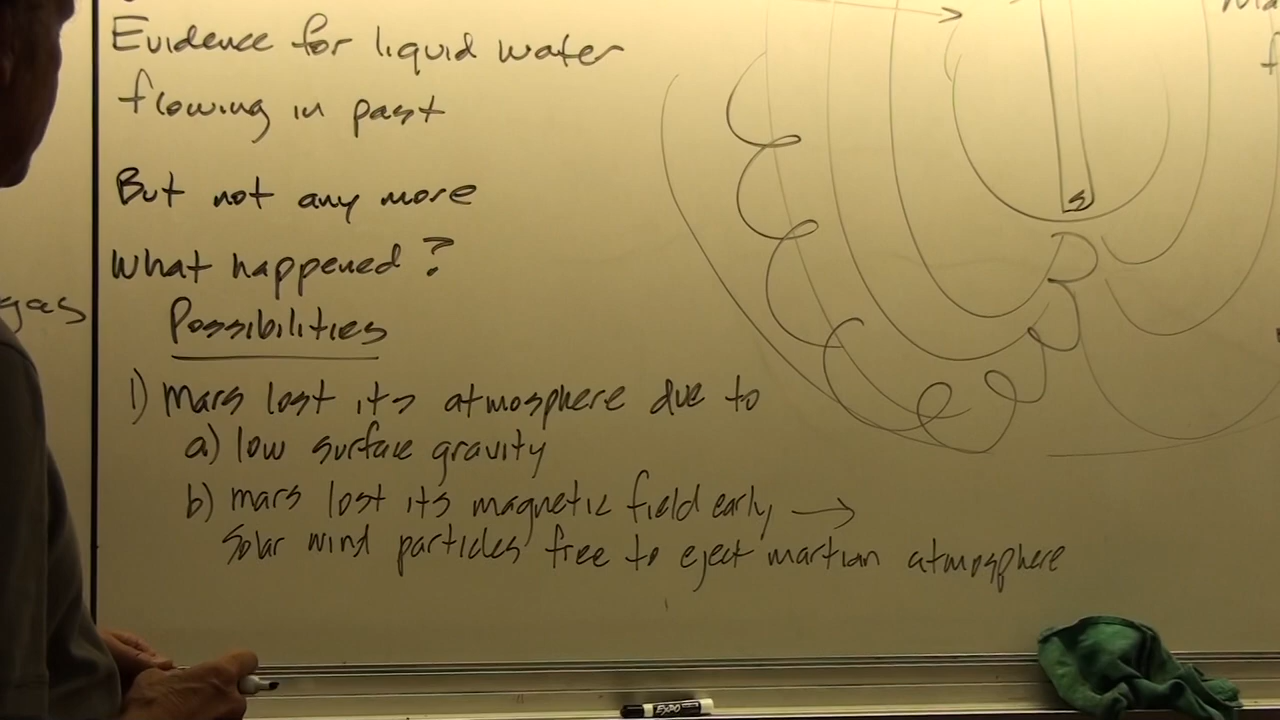 Evidence for liquid water
flowing in past
But not any more
What happened?
gas
Possibilities
1) Mars lost its atmosphere due to
a) low surface gravity
b) mars lost its magnetic field early →
solar wind particles free to eject martian atmosphere
S
EXPO